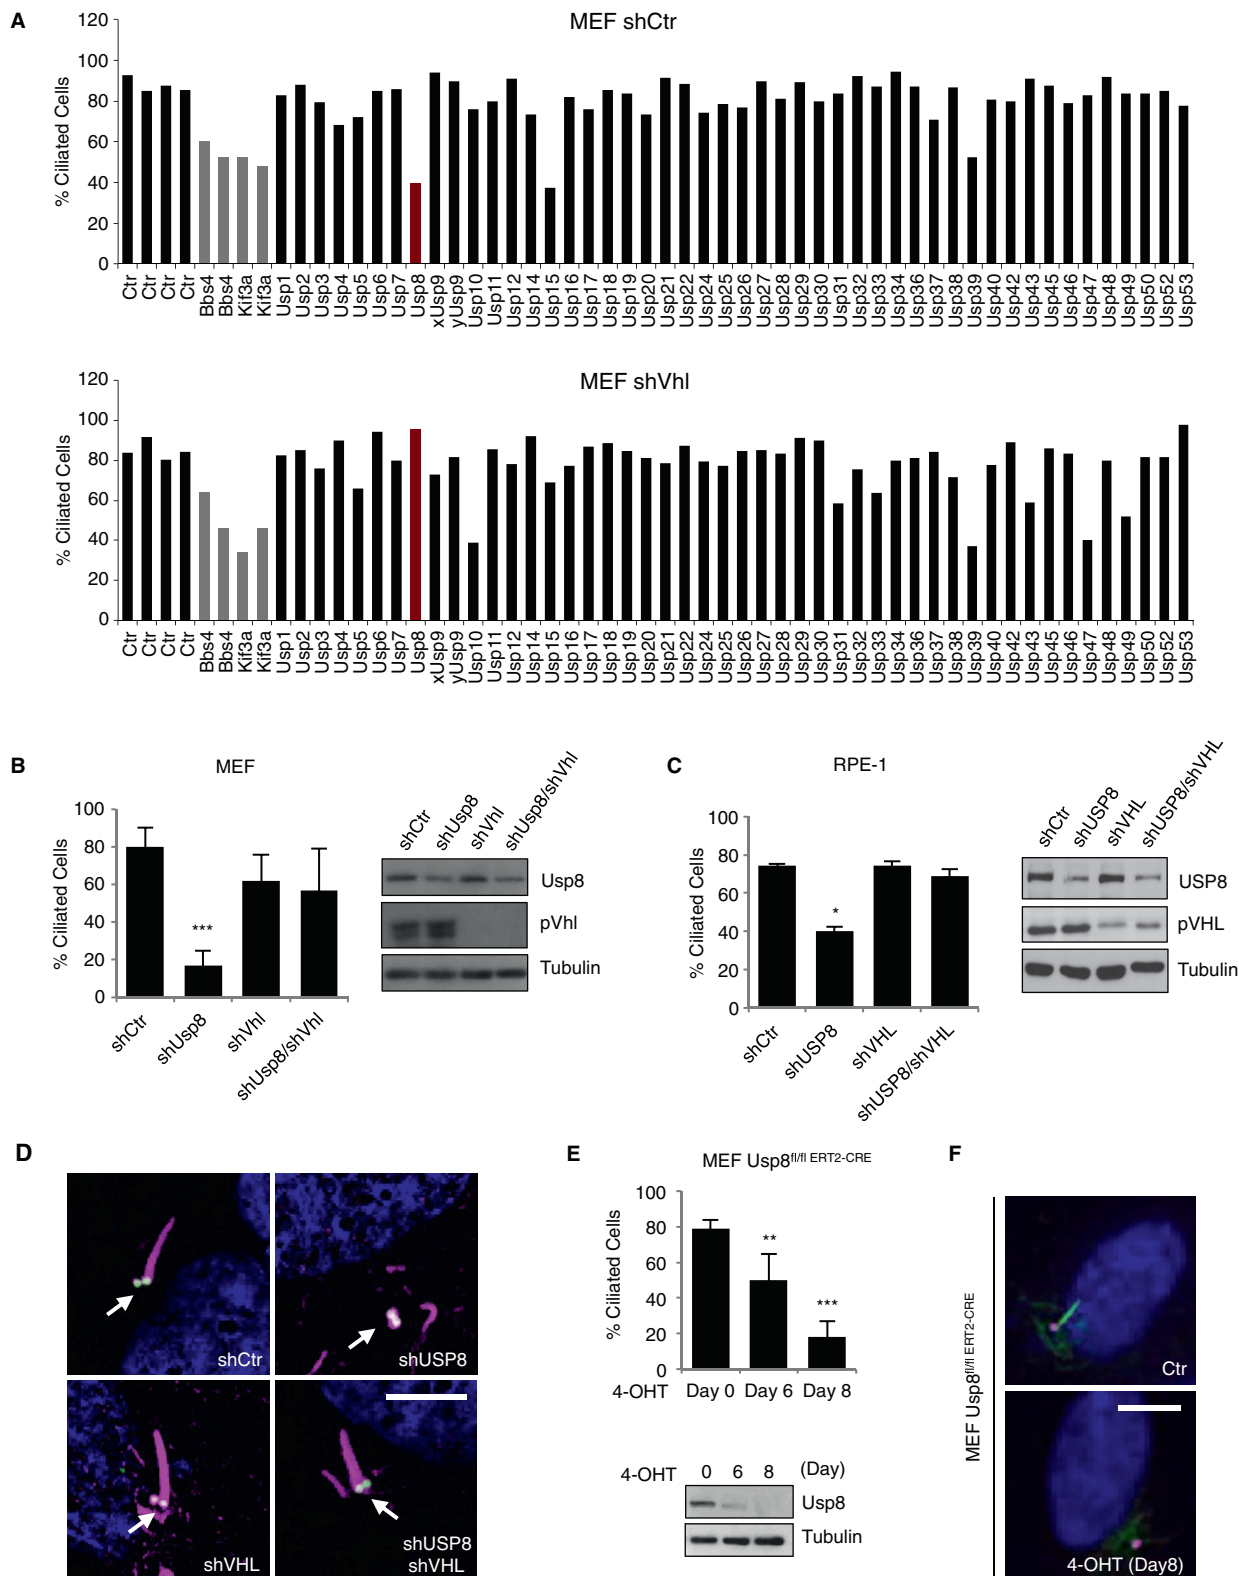 A
MEF shCtr
120
100
80
60
40
20
0
% Ciliated Cells
Ctr
Ctr
Ctr
Ctr
Bbs4
Bbs4
Kif3a
Kif3a
Usp1
Usp2
Usp3
Usp4
Usp5
Usp6
Usp7
Usp8
xUsp9
yUsp9
Usp10
Usp11
Usp12
Usp14
Usp15
Usp16
Usp17
Usp18
Usp19
Usp20
Usp21
Usp22
Usp24
Usp25
Usp26
Usp27
Usp28
Usp29
Usp30
Usp31
Usp32
Usp33
Usp34
Usp36
Usp37
Usp38
Usp39
Usp40
Usp42
Usp43
Usp45
Usp46
Usp47
Usp48
Usp49
Usp50
Usp52
Usp53
MEF shVhl
120
100
80
60
40
20
0
% Ciliated Cells
Ctr
Ctr
Ctr
Ctr
Bbs4
Bbs4
Kif3a
Kif3a
Usp1
Usp2
Usp3
Usp4
Usp5
Usp6
Usp7
Usp8
xUsp9
yUsp9
Usp10
Usp11
Usp12
Usp14
Usp15
Usp16
Usp17
Usp18
Usp19
Usp20
Usp21
Usp22
Usp24
Usp25
Usp26
Usp27
Usp28
Usp29
Usp30
Usp31
Usp32
Usp33
Usp34
Usp36
Usp37
Usp38
Usp39
Usp40
Usp42
Usp43
Usp45
Usp46
Usp47
Usp48
Usp49
Usp50
Usp52
Usp53
B
MEF
100
80
60
40
20
0
% Ciliated Cells
***
shCtr
shUsp8
shVhl
shUsp8/shVhl
shCtr
shUsp8
shVhl
shUsp8/shVhl
Usp8
pVhl
Tubulin
C
RPE-1
100
80
60
40
20
0
% Ciliated Cells
*
shCtr
shUSP8
shVHL
shUSP8/shVHL
shCtr
shUSP8
shVHL
shUSP8/shVHL
USP8
pVHL
Tubulin
D
shCtr
shUSP8
shVHL
shUSP8
shVHL
E
MEF Usp8fl/fl ERT2-CRE
100
80
60
40
20
0
% Ciliated Cells
**
***
4-OHT Day 0 Day 6 Day 8
4-OHT 0 6 8 (Day)
Usp8
Tubulin
F
MEF Usp8fl/fl ERT2-CRE
Ctr
4-OHT (Day8)